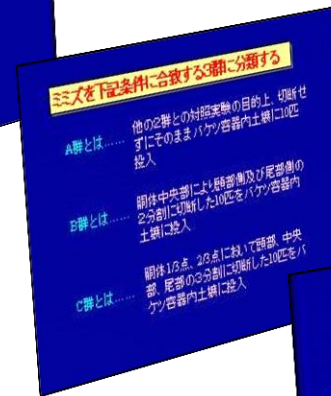 ミミズを下記条件に合致する3群に分類する
A群とは……
他の2群との対照実験の目的上、切断せ
ずにそのままバケツ容器内土壌に10匹
投入
B群とは……
胴体中央部により頭部側及び尾部側の
2分割に切断した10匹をバケツ容器内
土壌に投入
C群とは……
胴体1/3点、2/3点において頭部、中央
部、尾部の3分割に切断した10匹をバ
ケツ容器内土壌に投入